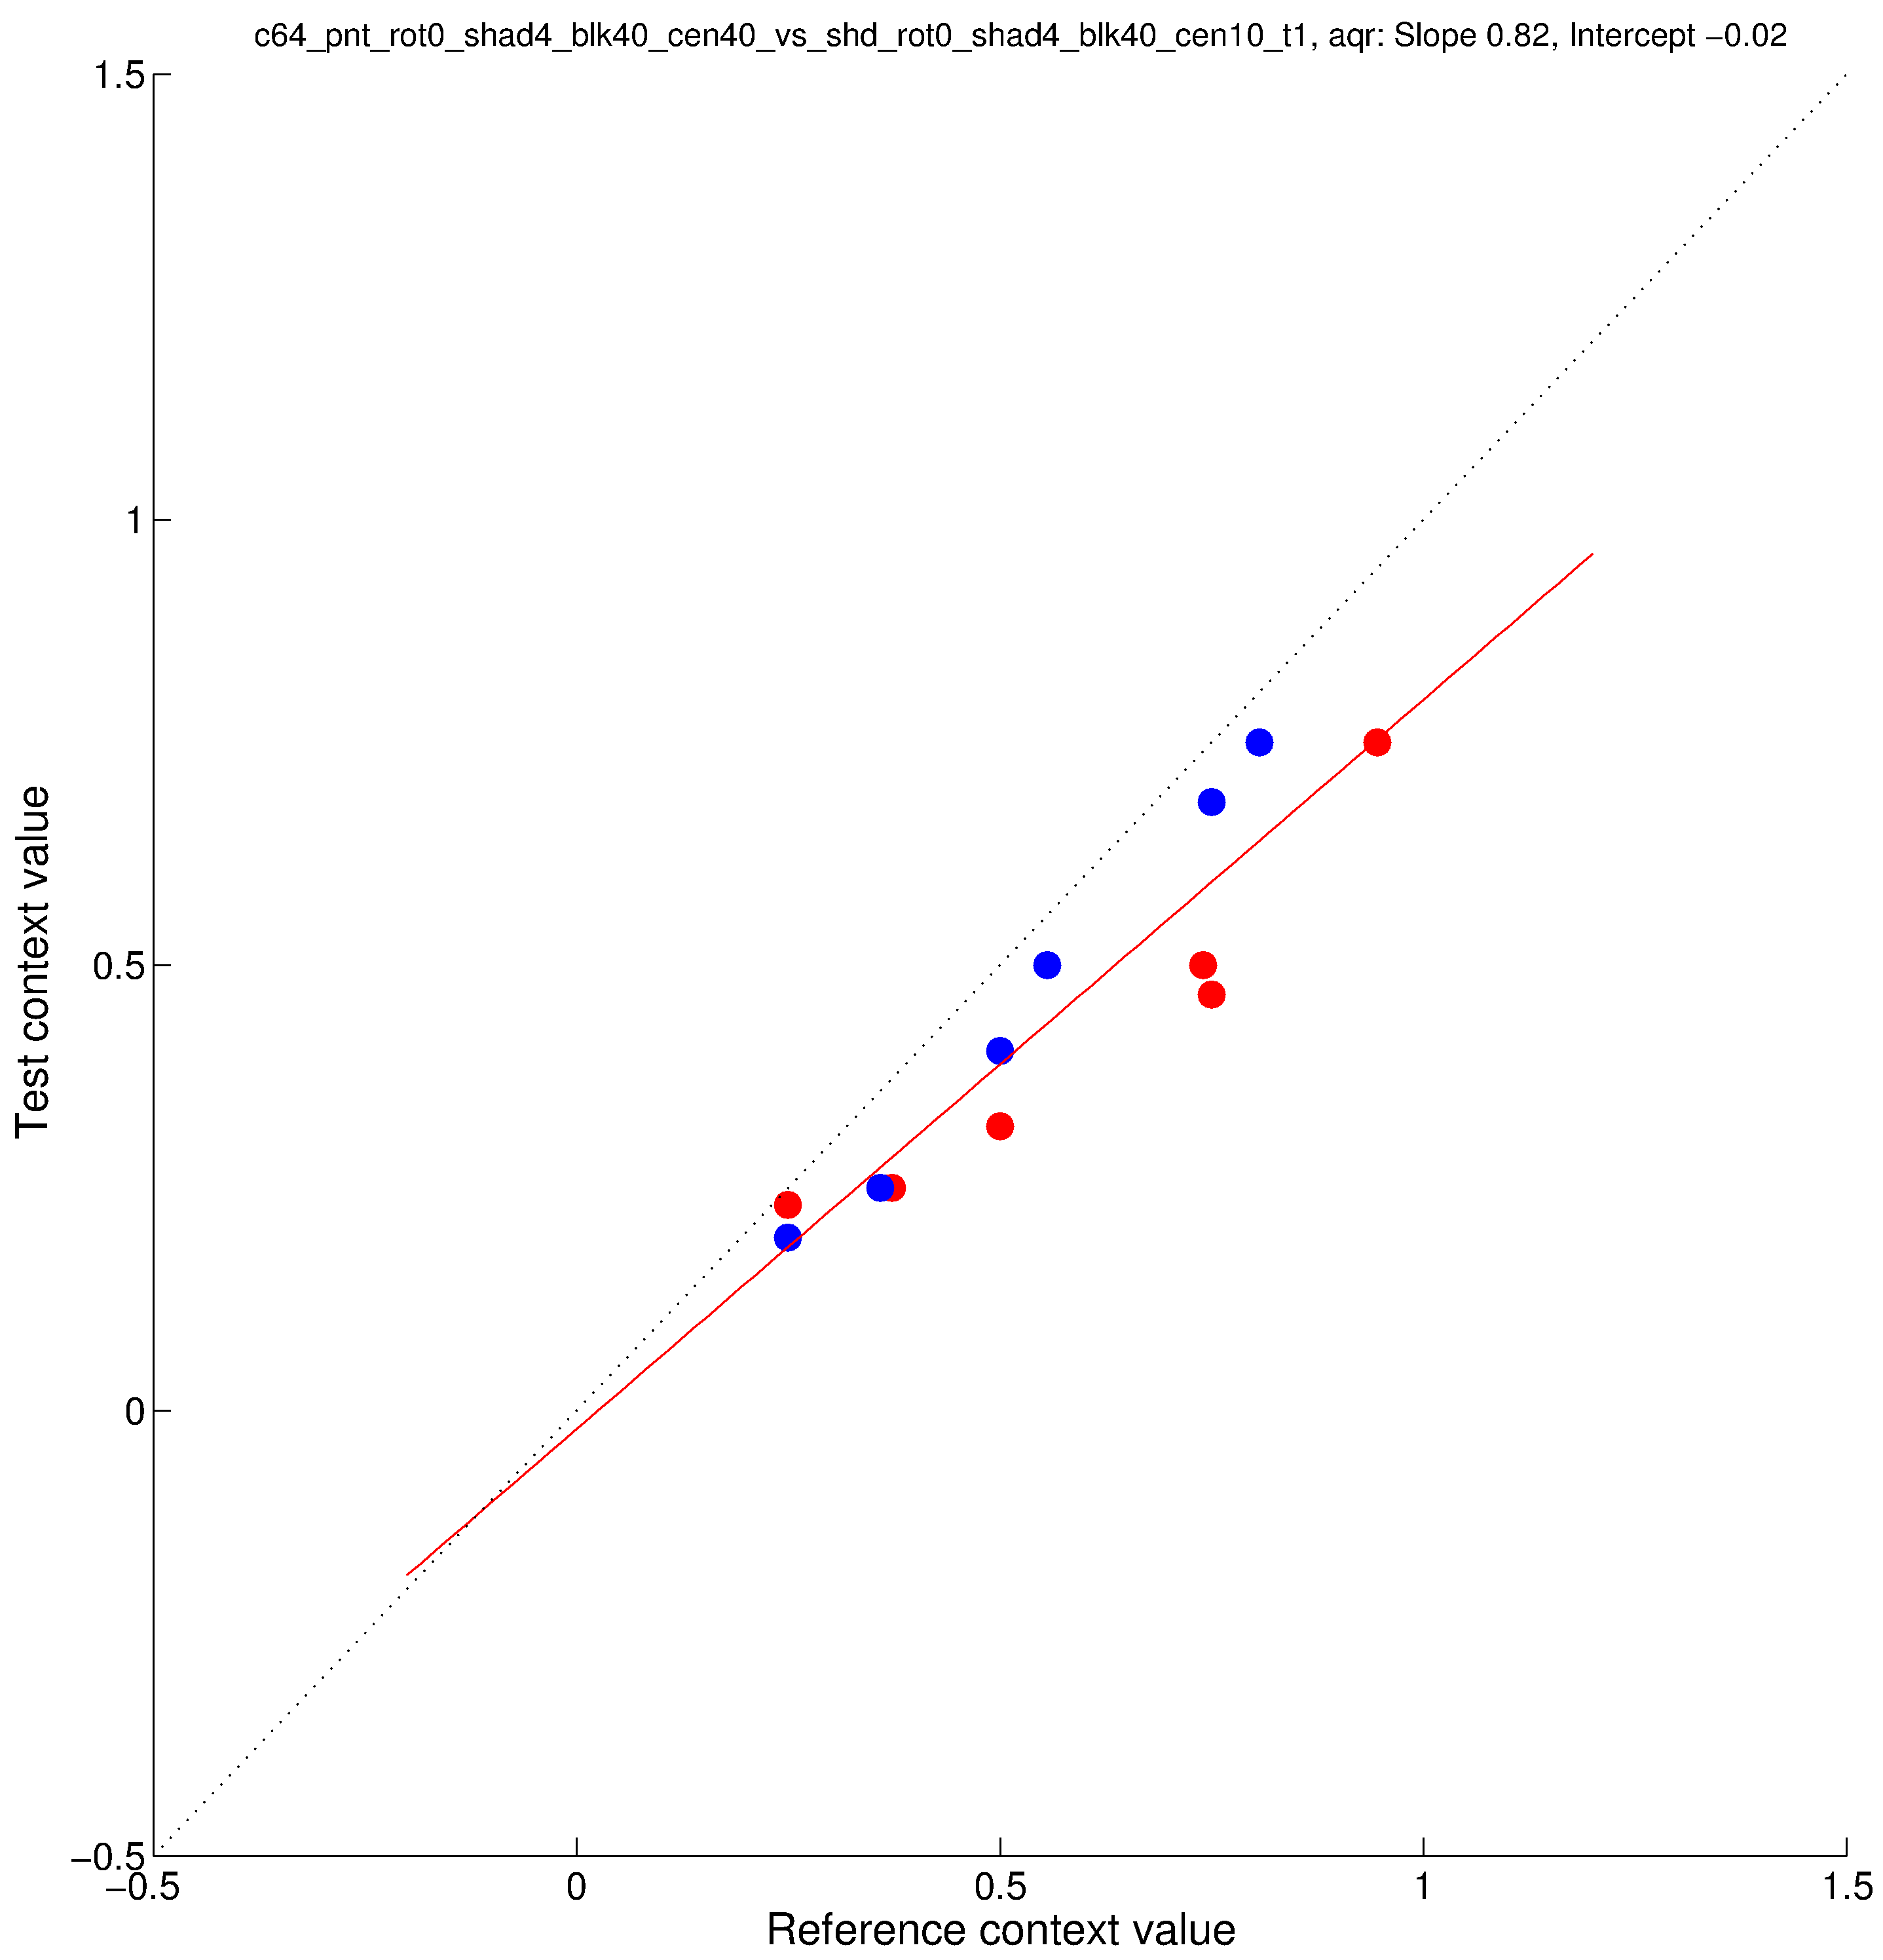 c64_pnt_rot0_shad4_blk40_cen40_vs_shd_rot0_shad4_blk40_cen10_t1, aqr: Slope 0.82, Intercept −0.02
1.5
1
0.5
0
−0.5
−0.5 0 0.5 1 1.5
Test context value
Reference context value